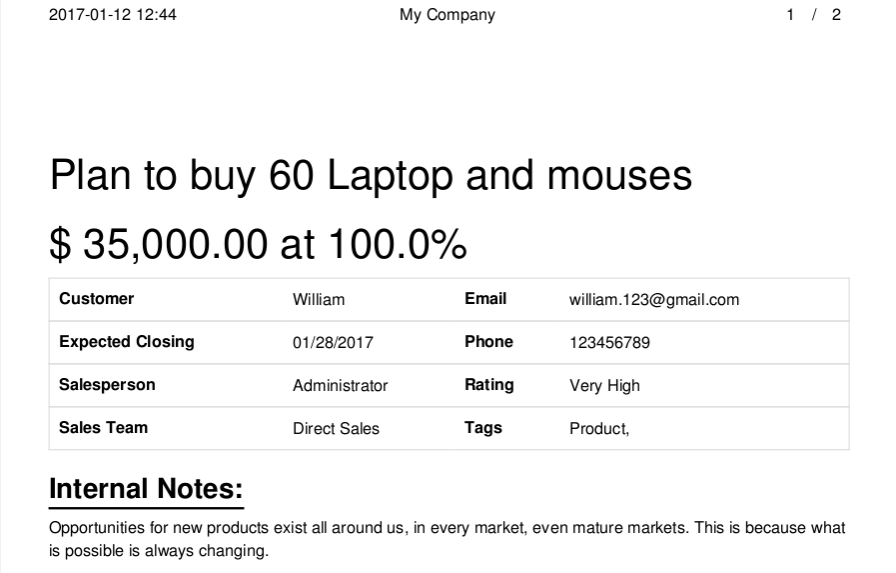 2017-01-12 12:44 My Company 1 / 2
Plan to buy 60 Laptop and mouses
$ 35,000.00 at 100.0%
Customer William Email william.123@gmail.com
Expected Closing 01/28/2017 Phone 123456789
Salesperson Administrator Rating Very High
Sales Team Direct Sales Tags Product,
Internal Notes:
Opportunities for new products exist all around us, in every market, even mature markets. This is because what
is possible is always changing.